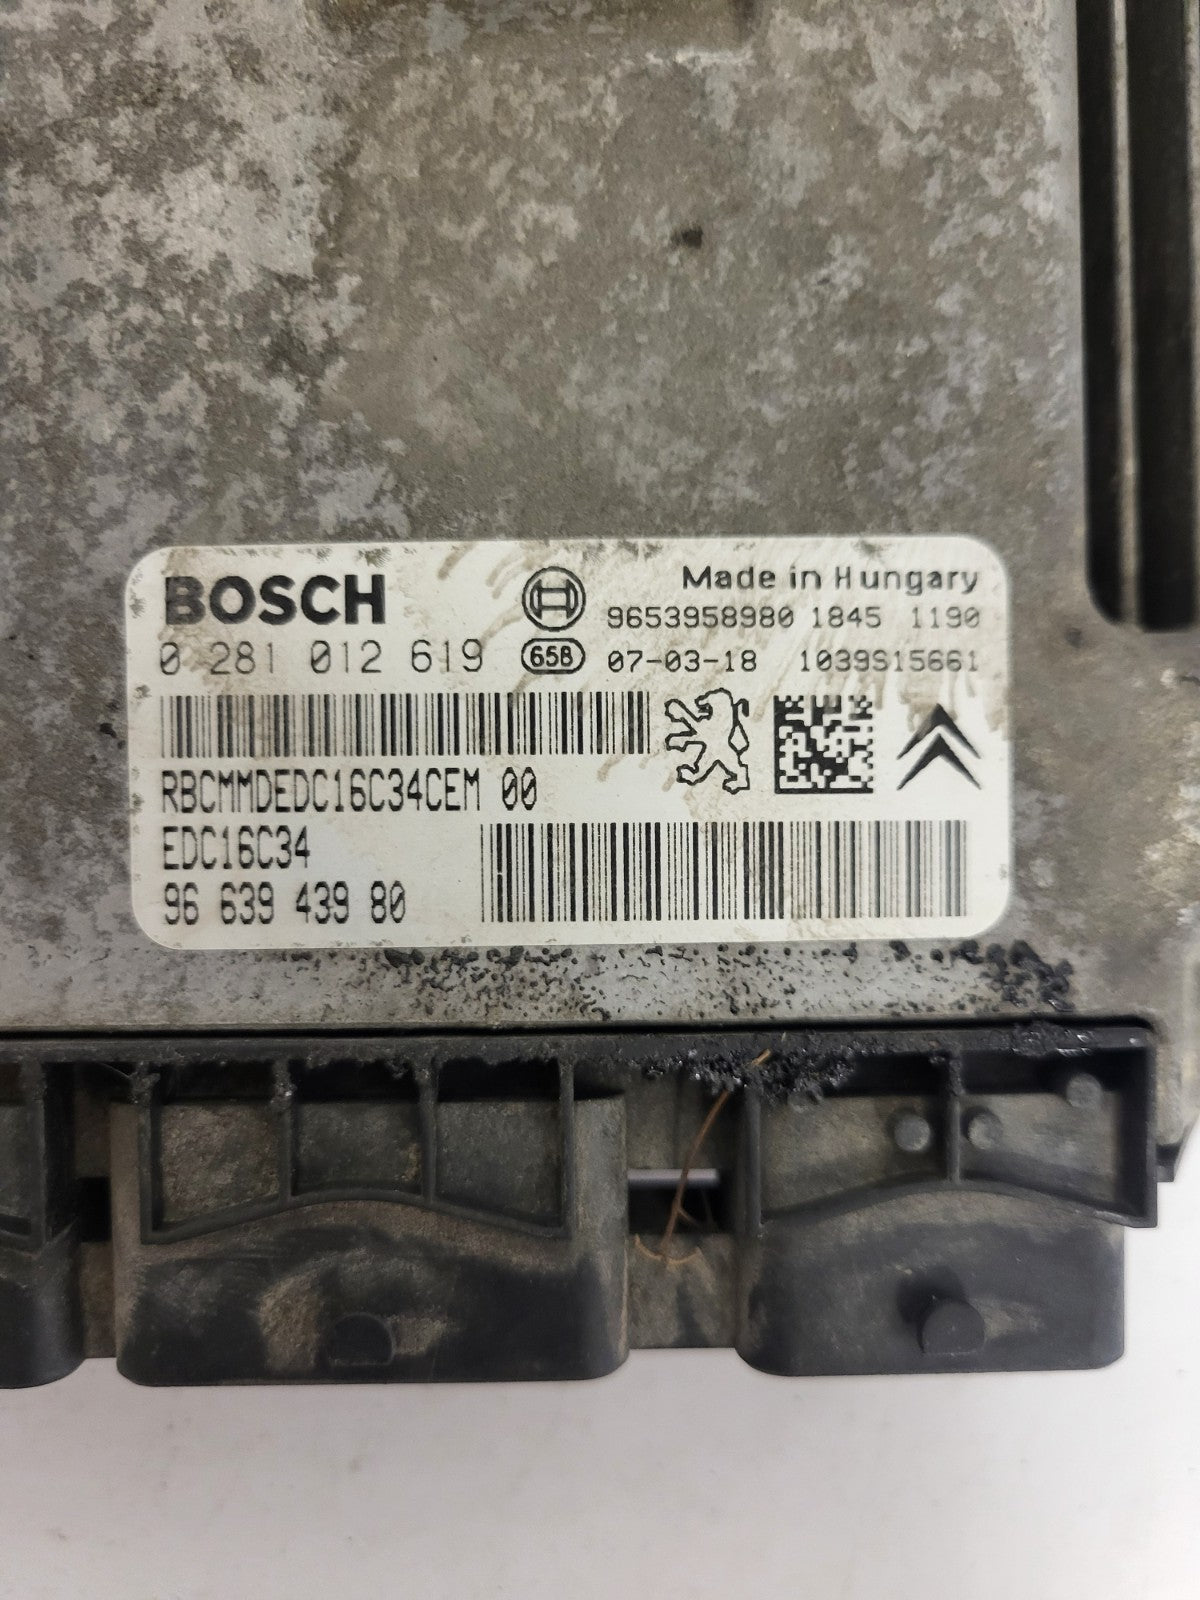 BOSCH
Made in Hungary
9653958980 1845 1190
0 281 012 619
658
07-03-18 1039S15661
RBCMMDEDC16C34CEM 00
EDC16C34
96 639 439 80